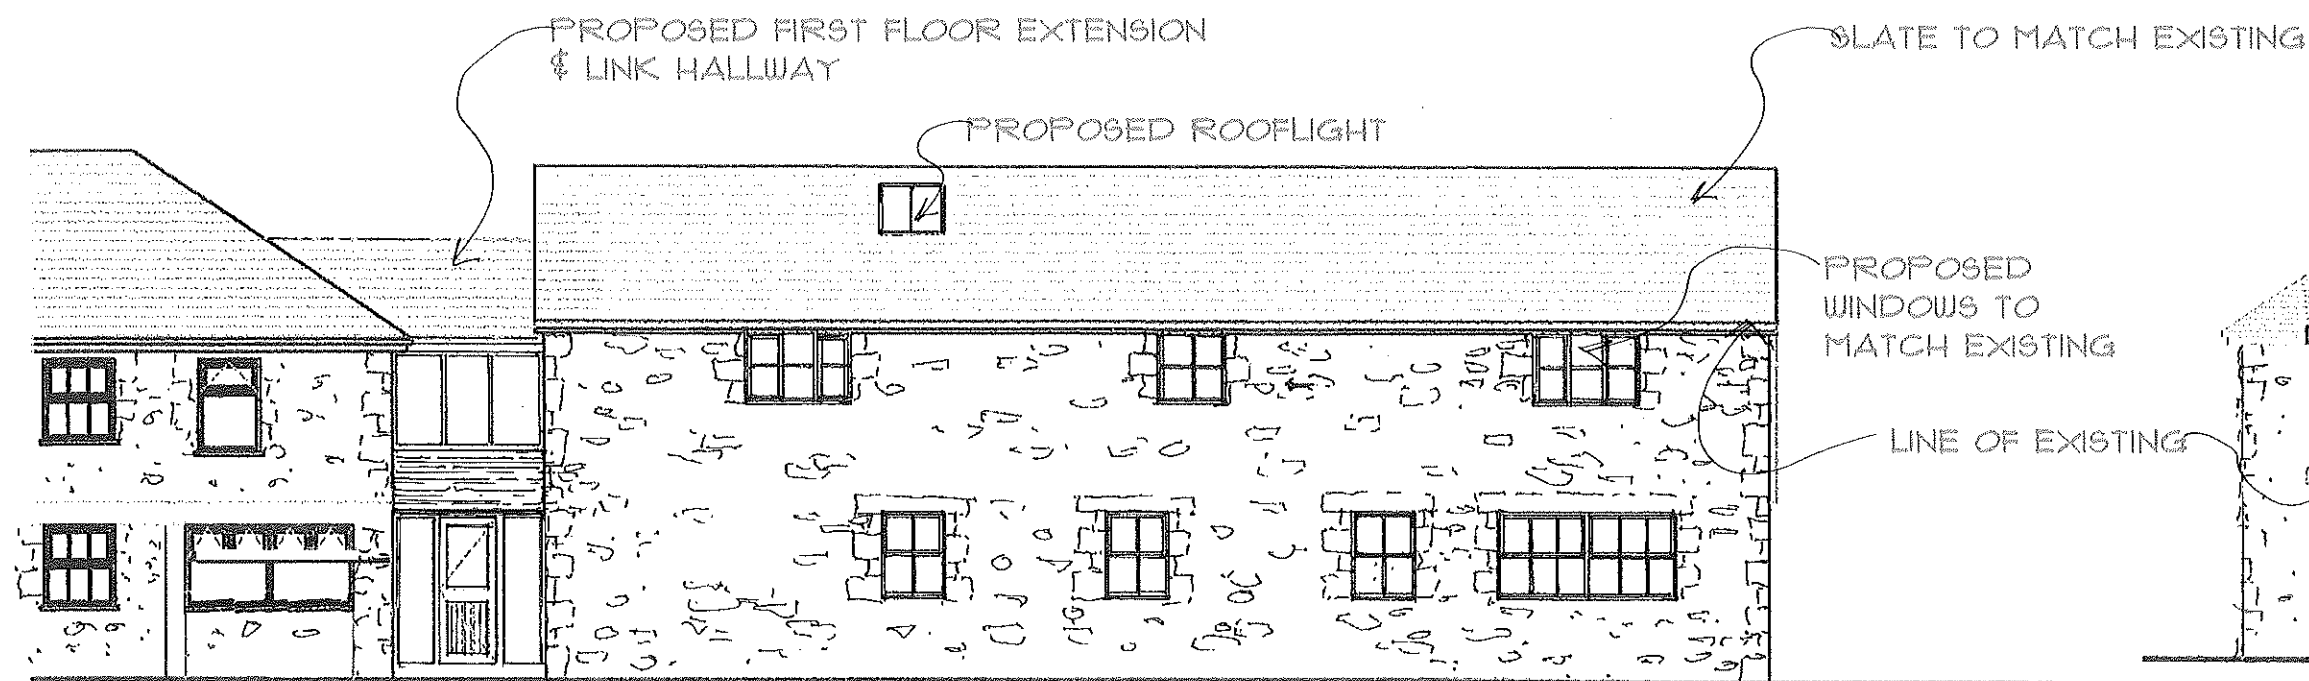 PROPOSED FIRST FLOOR EXTENSION
& LINK HALLWAY
SLATE TO MATCH EXISTING
PROPOSED ROOFLIGHT
PROPOSED
WINDOWS TO
MATCH EXISTING
LINE OF EXISTING